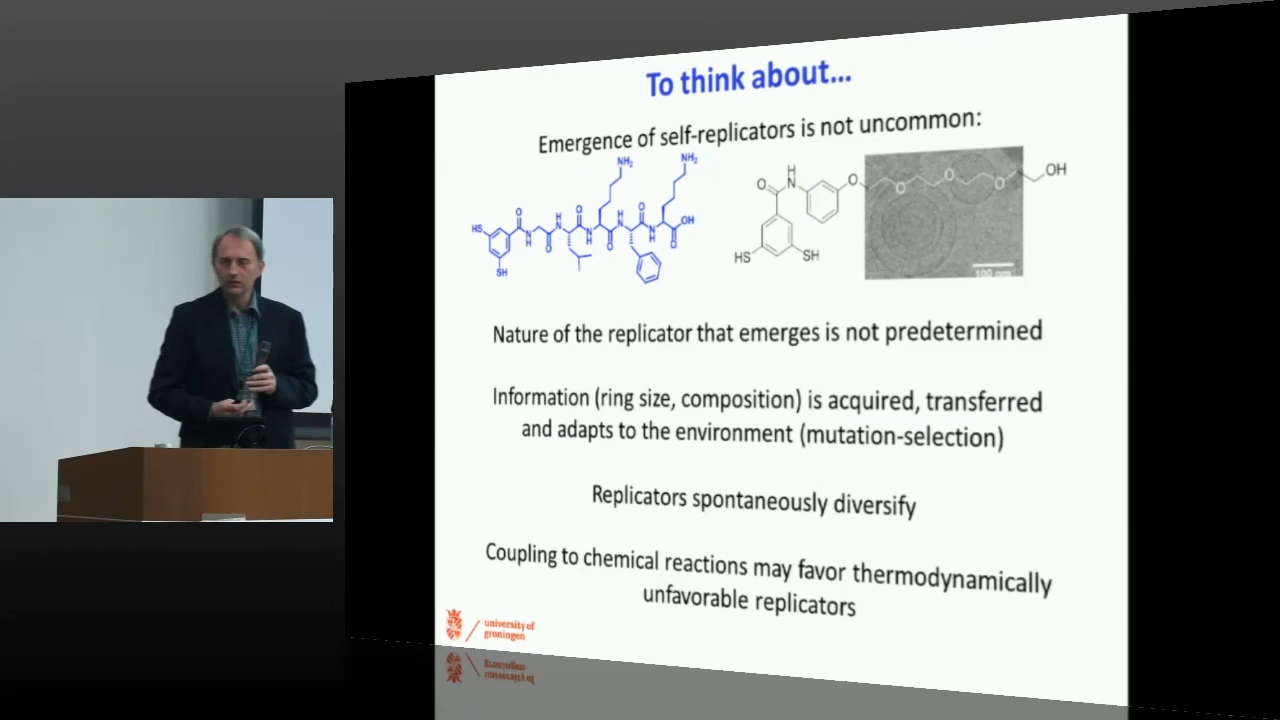 To think about...
Emergence of self-replicators is not uncommon:
NH2
NH2
HS
O
H
N
O
N
H
O
H
N
O
N
H
O
OH
SH
O
H
N
O
O
O
O
OH
HS
SH
100 nm
Nature of the replicator that emerges is not predetermined
Information (ring size, composition) is acquired, transferred
and adapts to the environment (mutation-selection)
Replicators spontaneously diversify
Coupling to chemical reactions may favor thermodynamically
unfavorable replicators
university of
groningen